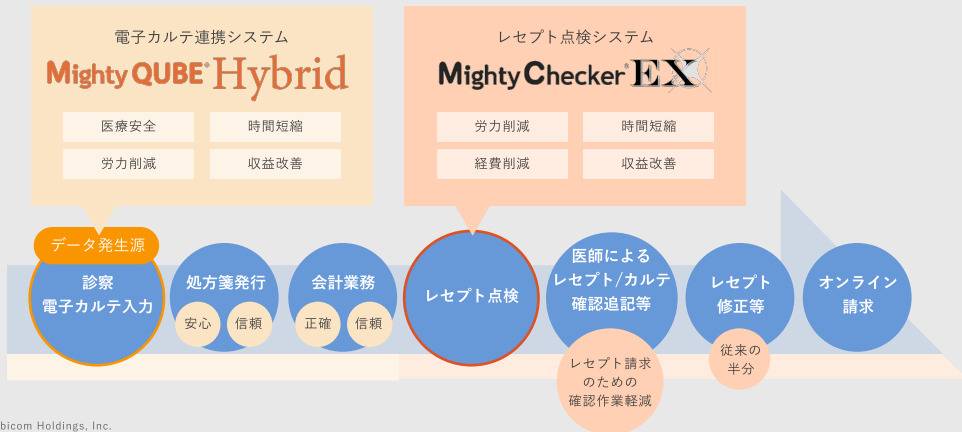 電子カルテ連携システム
Mighty QUBE® Hybrid
医療安全
時間短縮
労力削減
収益改善
レセプト点検システム
Mighty Checker® EX
労力削減
時間短縮
経費削減
収益改善
データ発生源
診察
電子カルテ入力
処方箋発行
安心
信頼
会計業務
正確
信頼
レセプト点検
医師による
レセプト/カルテ
確認追記等
レセプト請求
のための
確認作業軽減
レセプト
修正等
従来の
半分
オンライン
請求
bicom Holdings, Inc.